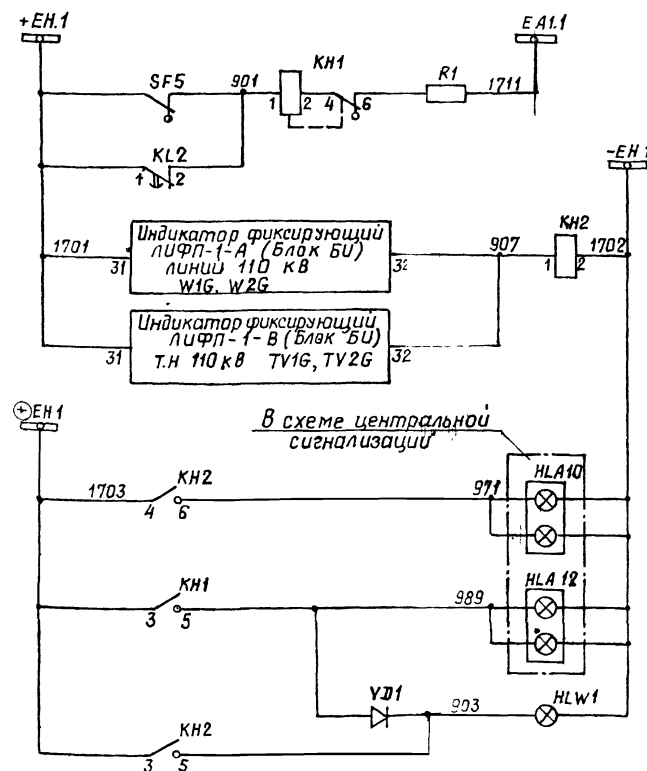 +EH.1
EA1.1
SF5
901
KH1
1 2 4 6
R1
1711
KL2
1 2
-EH.1
1701
31
Индикатор фиксирующий
ЛИФП-1-А (Блок БИ)
линий 110 кВ
W1G, W2G
32
907
KH2
1 2
1702
31
Индикатор фиксирующий
ЛИФП-1-В (Блок БИ)
Т.Н 110 кВ TV1G, TV2G
32
+EH1
В схеме центральной
сигнализации
1703
KH2
4 6
971
HLA10
KH1
3 5
989
HLA12
VD1
903
HLW1
KH2
3 5